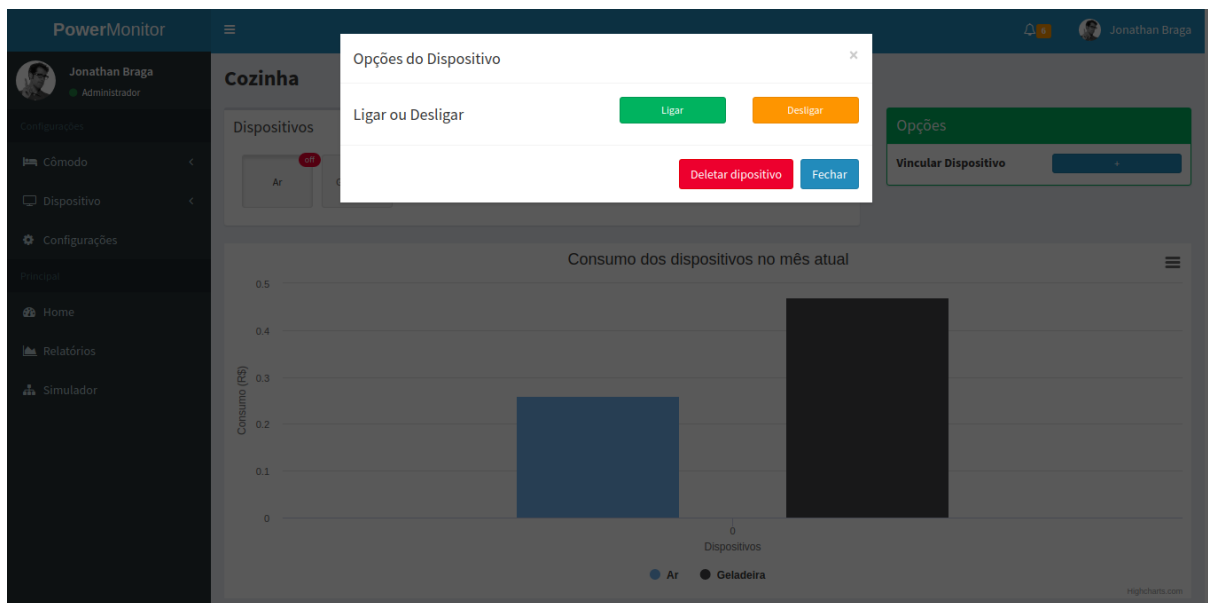 PowerMonitor
6
Jonathan Braga
Jonathan Braga
Administrador
Configurações
Cômodo
Dispositivo
Configurações
Principal
Home
Relatórios
Simulador
Cozinha
Dispositivos
off
Ar
Opções do Dispositivo
×
Ligar ou Desligar
Ligar
Desligar
Deletar dipositivo
Fechar
Opções
Vincular Dispositivo
+
Consumo dos dispositivos no mês atual
Consumo (R$)
0.5
0.4
0.3
0.2
0.1
0
0
Dispositivos
Ar Geladeira
Highcharts.com